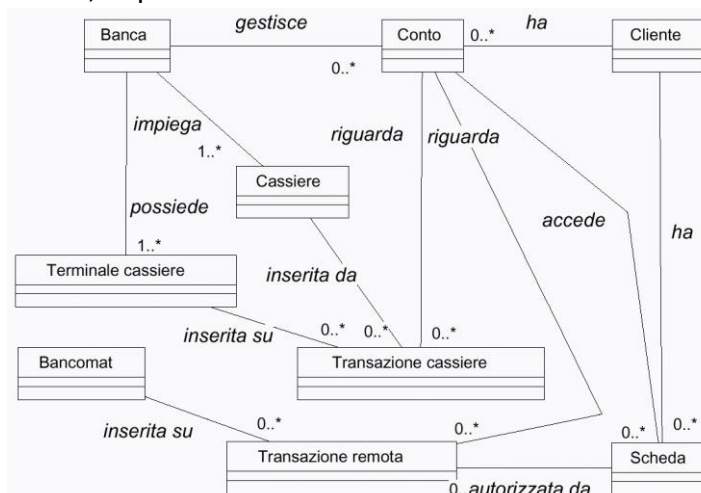 gestisce
ha
Banca
Conto
0..*
Cliente
0..*
impiega
riguarda
riguarda
1..*
Cassiere
possiede
accede
ha
1..*
Terminale cassiere
inserita da
inserita su
0..*
0..*
0..*
Bancomat
Transazione cassiere
0..*
0..*
0..*
0..*
inserita su
Transazione remota
Scheda
0..
autorizzata da